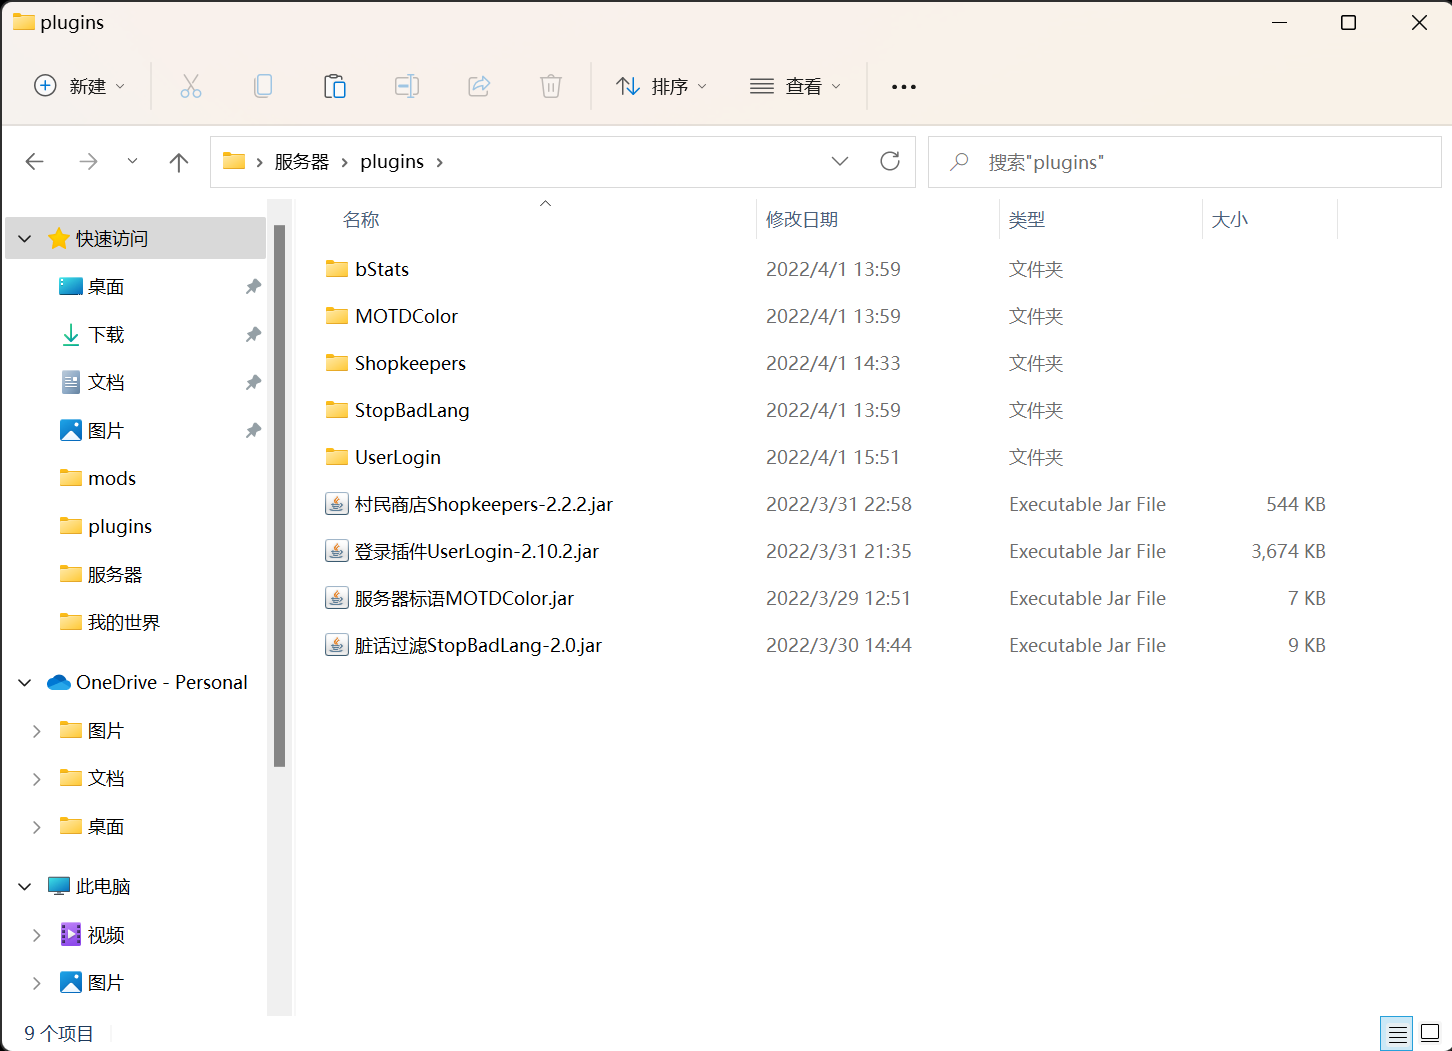 plugins
新建
排序
查看
服务器 plugins
搜索"plugins"
名称 修改日期 类型 大小
快速访问
桌面
下载
文档
图片
mods
plugins
服务器
我的世界
OneDrive - Personal
图片
文档
桌面
此电脑
视频
图片
bStats 2022/4/1 13:59 文件夹
MOTDColor 2022/4/1 13:59 文件夹
Shopkeepers 2022/4/1 14:33 文件夹
StopBadLang 2022/4/1 13:59 文件夹
UserLogin 2022/4/1 15:51 文件夹
村民商店Shopkeepers-2.2.2.jar 2022/3/31 22:58 Executable Jar File 544 KB
登录插件UserLogin-2.10.2.jar 2022/3/31 21:35 Executable Jar File 3,674 KB
服务器标语MOTDColor.jar 2022/3/29 12:51 Executable Jar File 7 KB
脏话过滤StopBadLang-2.0.jar 2022/3/30 14:44 Executable Jar File 9 KB
9 个项目